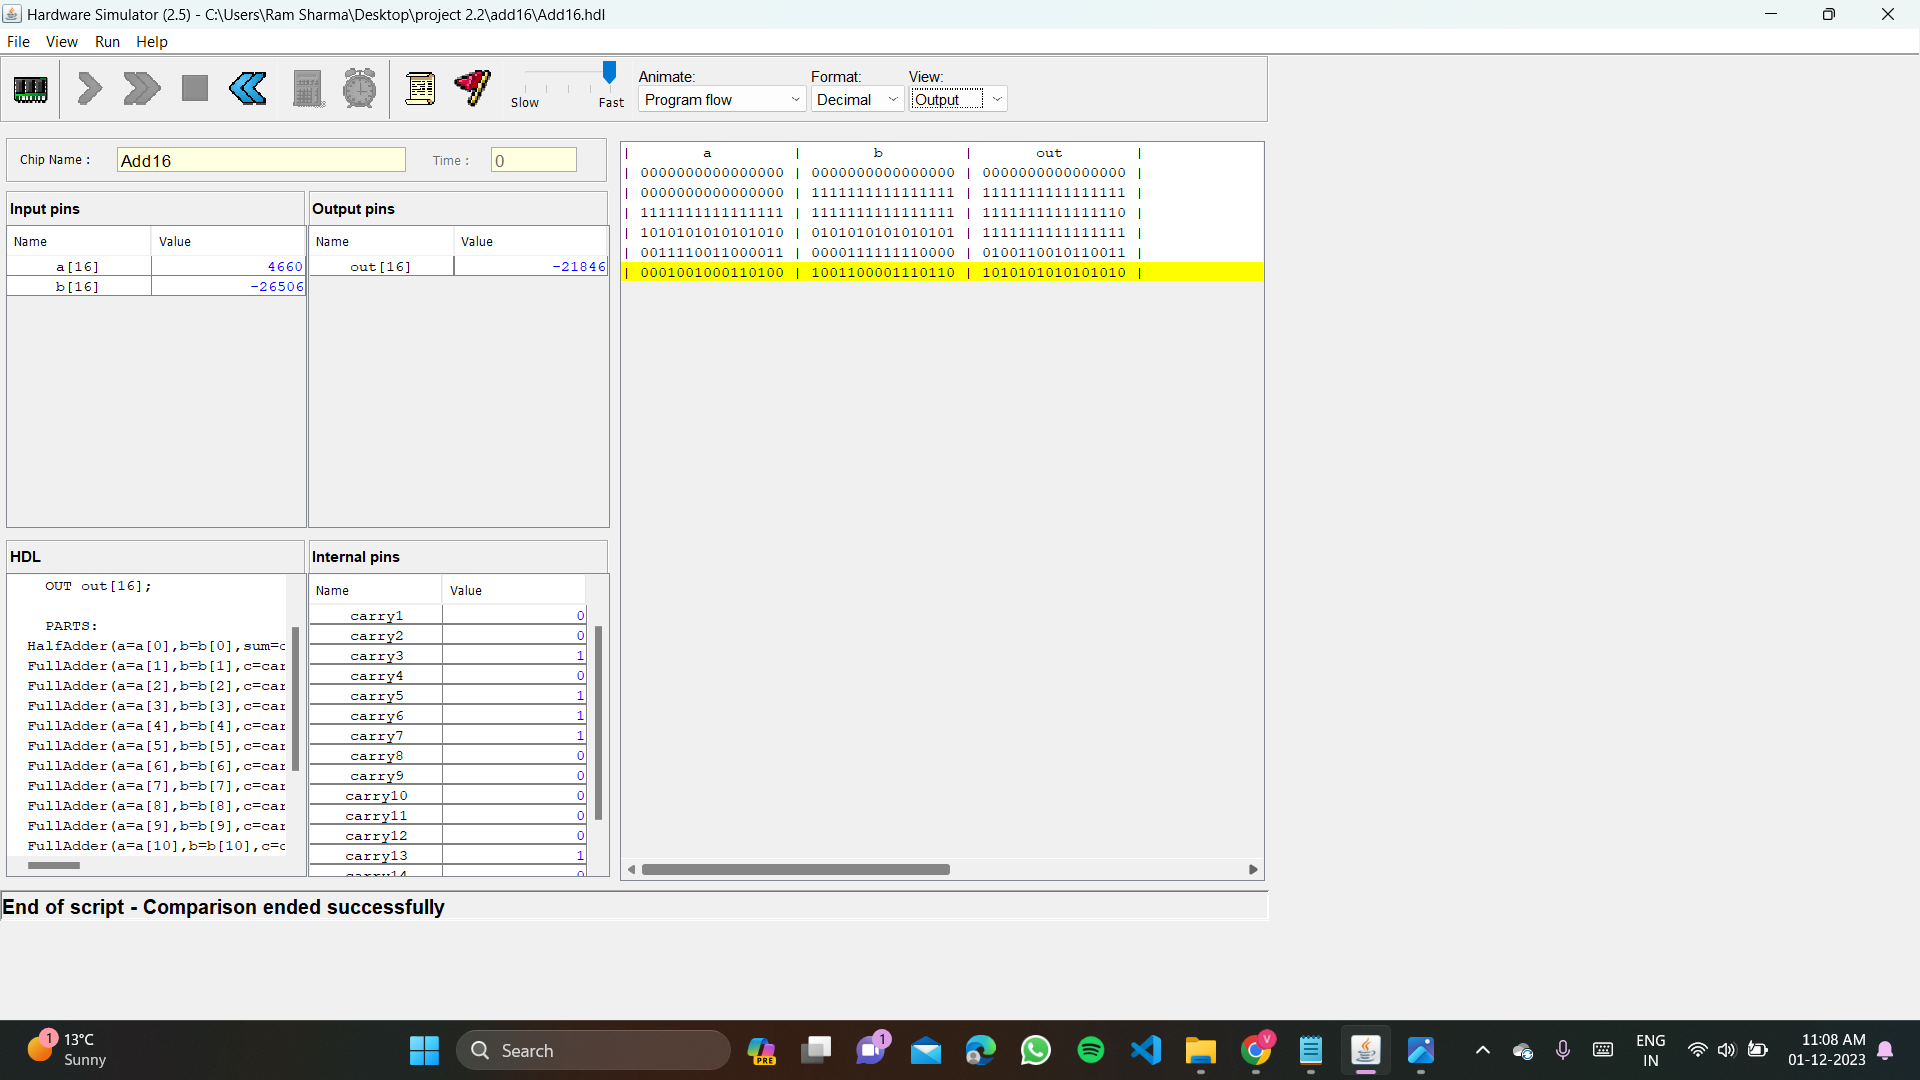 Hardware Simulator (2.5) - C:\Users\Ram Sharma\Desktop\project 2.2\add16\Add16.hdl
File View Run Help
Slow Fast
Animate: Format: View:
Program flow Decimal Output
Chip Name : Add16 Time : 0
Input pins
Name Value
a[16] 4660
b[16] -26506
Output pins
Name Value
out[16] -21846
| a | b | out |
| 0000000000000000 | 0000000000000000 | 0000000000000000 |
| 0000000000000000 | 1111111111111111 | 1111111111111111 |
| 1111111111111111 | 1111111111111111 | 1111111111111110 |
| 1010101010101010 | 0101010101010101 | 1111111111111111 |
| 0011110011000011 | 0000111111110000 | 0100110010110011 |
| 0001001000110100 | 1001100001110110 | 1010101010101010 |
HDL
OUT out[16];
PARTS:
HalfAdder(a=a[0],b=b[0],sum=
FullAdder(a=a[1],b=b[1],c=car
FullAdder(a=a[2],b=b[2],c=car
FullAdder(a=a[3],b=b[3],c=car
FullAdder(a=a[4],b=b[4],c=car
FullAdder(a=a[5],b=b[5],c=car
FullAdder(a=a[6],b=b[6],c=car
FullAdder(a=a[7],b=b[7],c=car
FullAdder(a=a[8],b=b[8],c=car
FullAdder(a=a[9],b=b[9],c=car
FullAdder(a=a[10],b=b[10],c=c
Internal pins
Name Value
carry1 0
carry2 0
carry3 1
carry4 0
carry5 1
carry6 1
carry7 1
carry8 0
carry9 0
carry10 0
carry11 0
carry12 0
carry13 1
carry14 0
End of script - Comparison ended successfully
1 13°C
Sunny
Search
PRE
1
V
ENG
IN
11:08 AM
01-12-2023